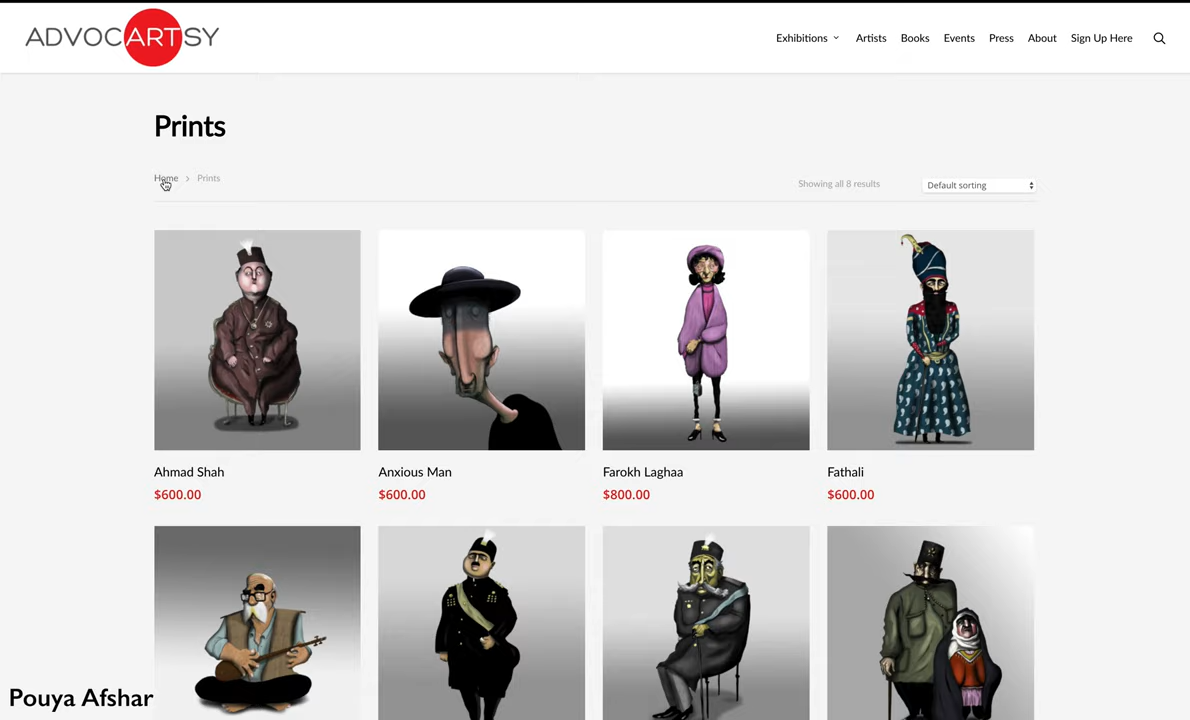 ADVOCARTSY
Exhibitions Artists Books Events Press About Sign Up Here
Prints
Home > Prints
Showing all 8 results
Default sorting
Ahmad Shah
$600.00
Anxious Man
$600.00
Farokh Laghaa
$800.00
Fathali
$600.00
Pouya Afshar